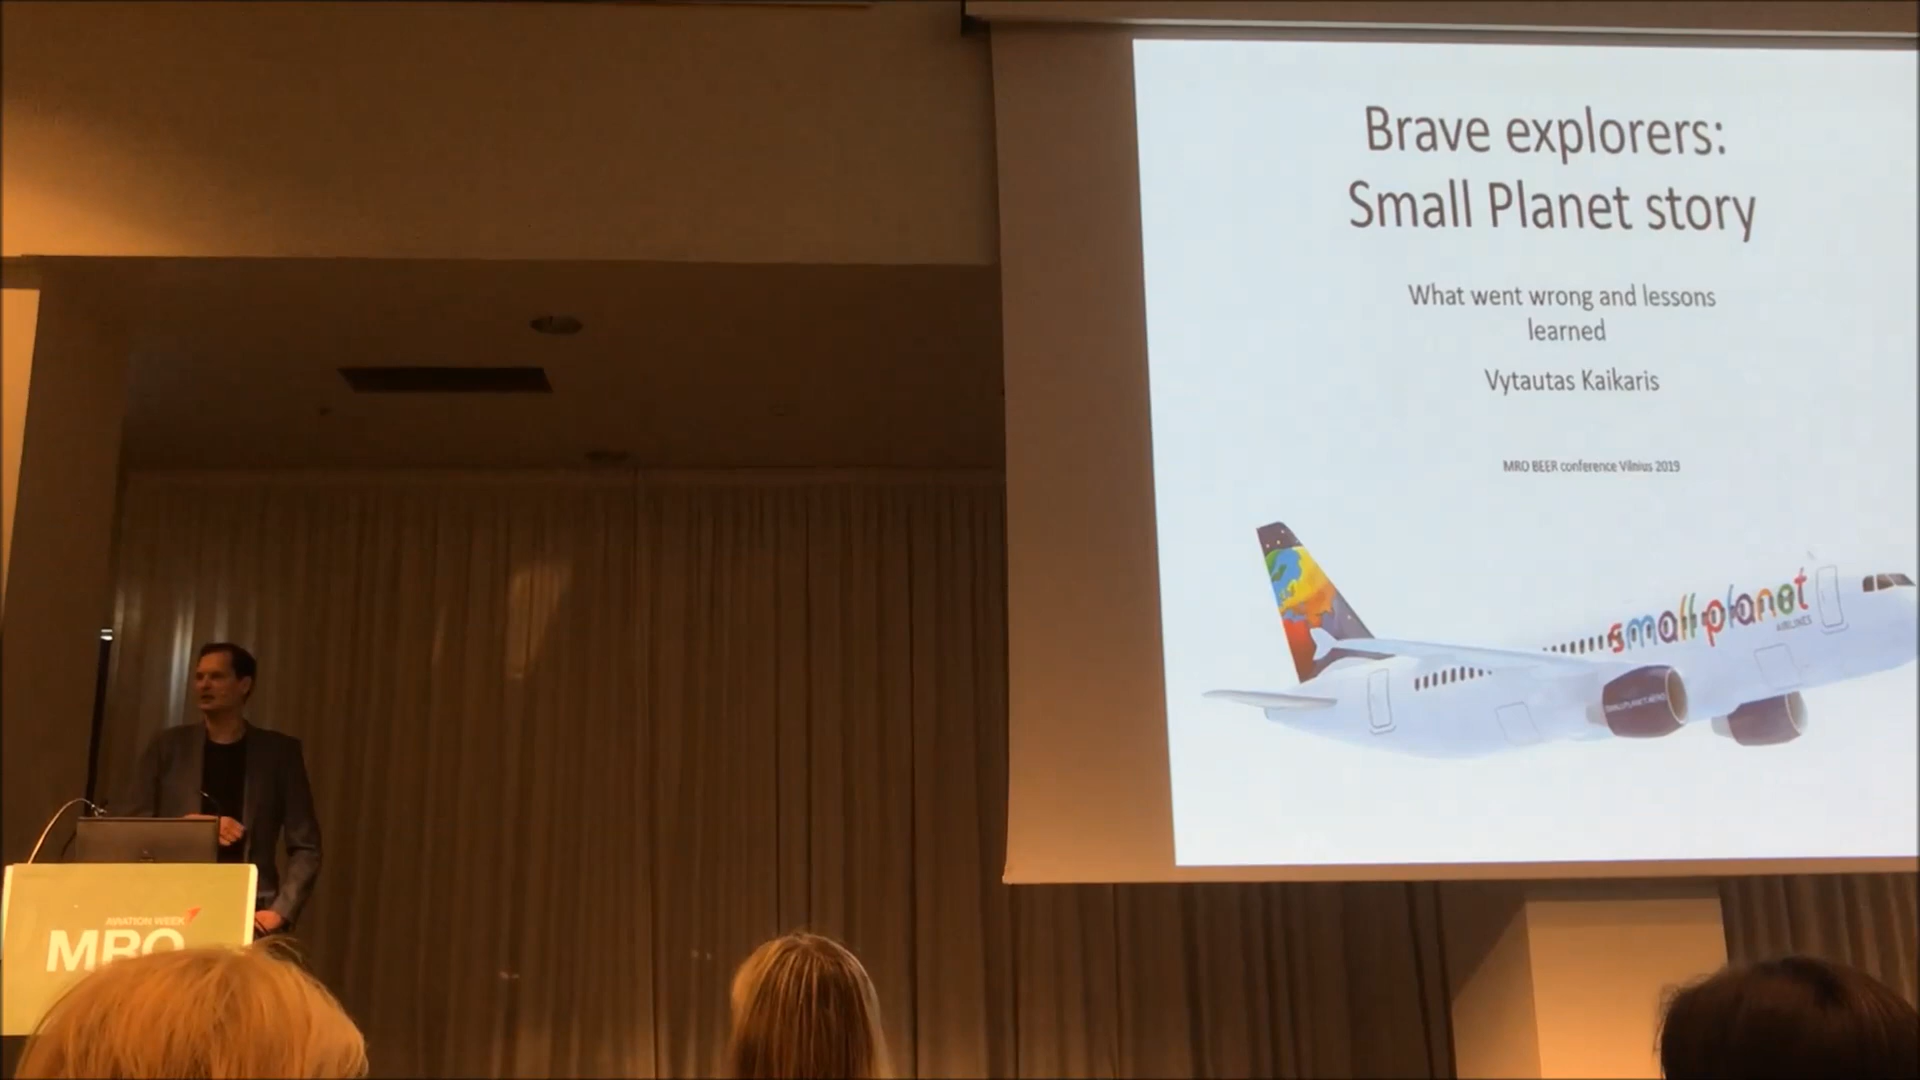 Brave explorers:
Small Planet story
What went wrong and lessons
learned
Vytautas Kaikaris
MRO BEER conference Vilnius 2019
small planet
AIRLINES
AVIATION WEEK
MRO